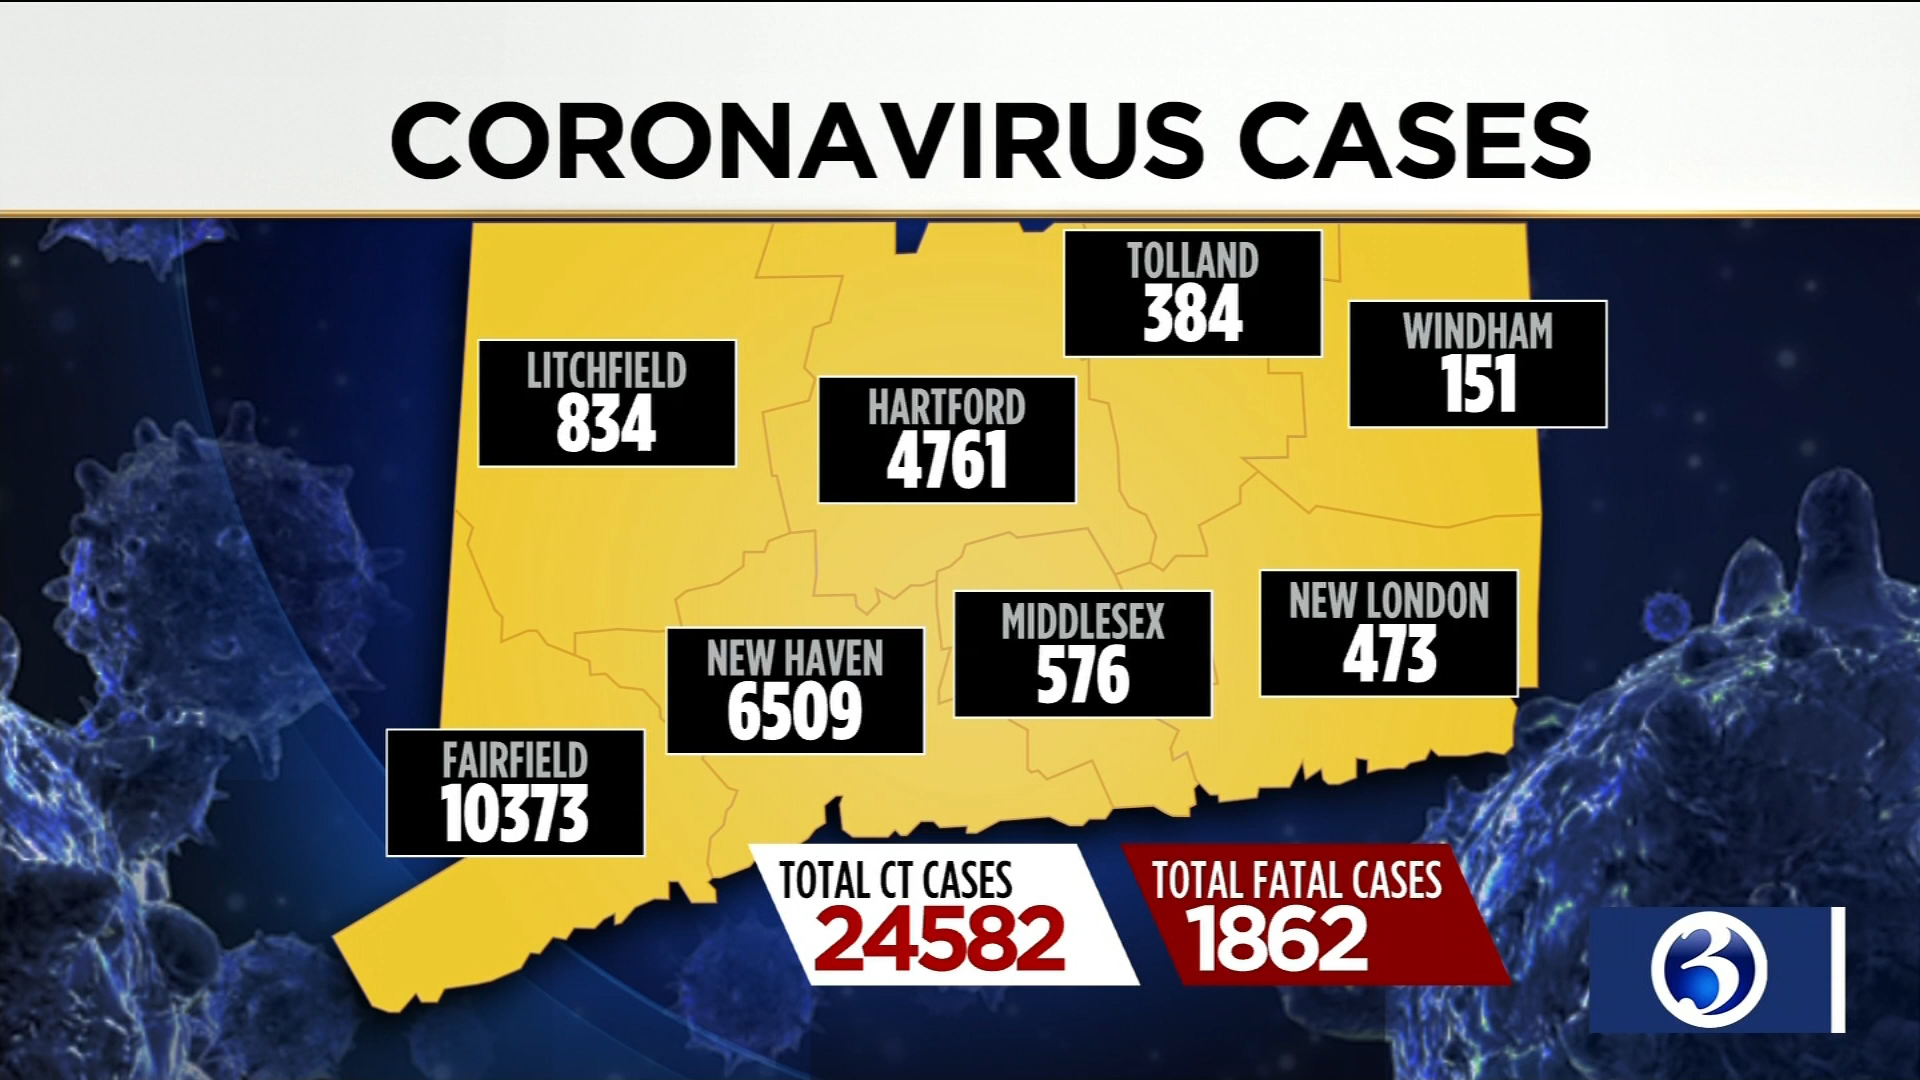 CORONAVIRUS CASES
TOLLAND
384
WINDHAM
151
LITCHFIELD
834
HARTFORD
4761
NEW LONDON
473
MIDDLESEX
576
NEW HAVEN
6509
FAIRFIELD
10373
TOTAL CT CASES
24582
TOTAL FATAL CASES
1862
3